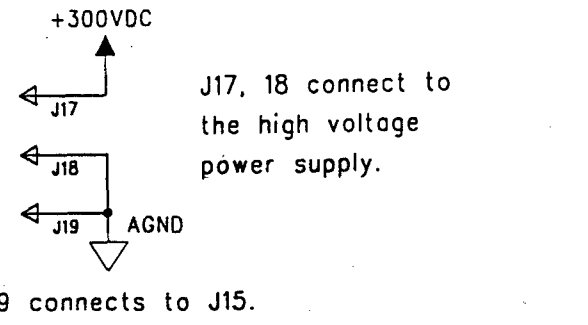 +300VDC
J17
J18
J19
AGND
J17, 18 connect to
the high voltage
power supply.
9 connects to J15.